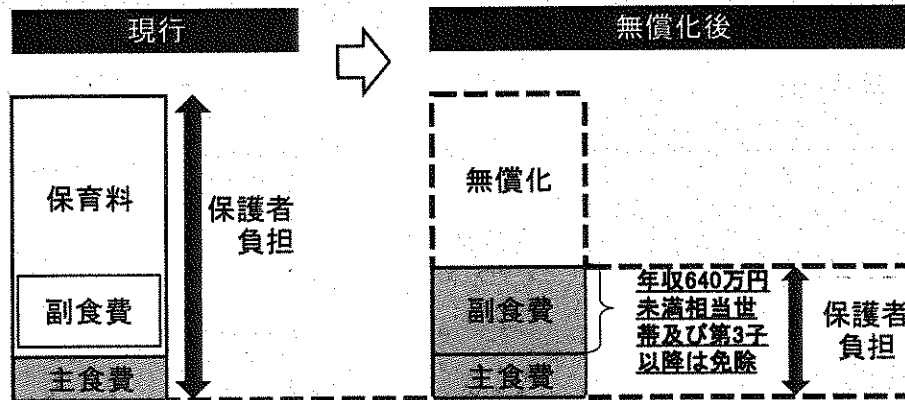 現行
無償化後
保育料
副食費
主食費
保護者
負担
無償化
副食費
主食費
年収640万円
未満相当世
帯及び第3子
以降は免除
保護者
負担